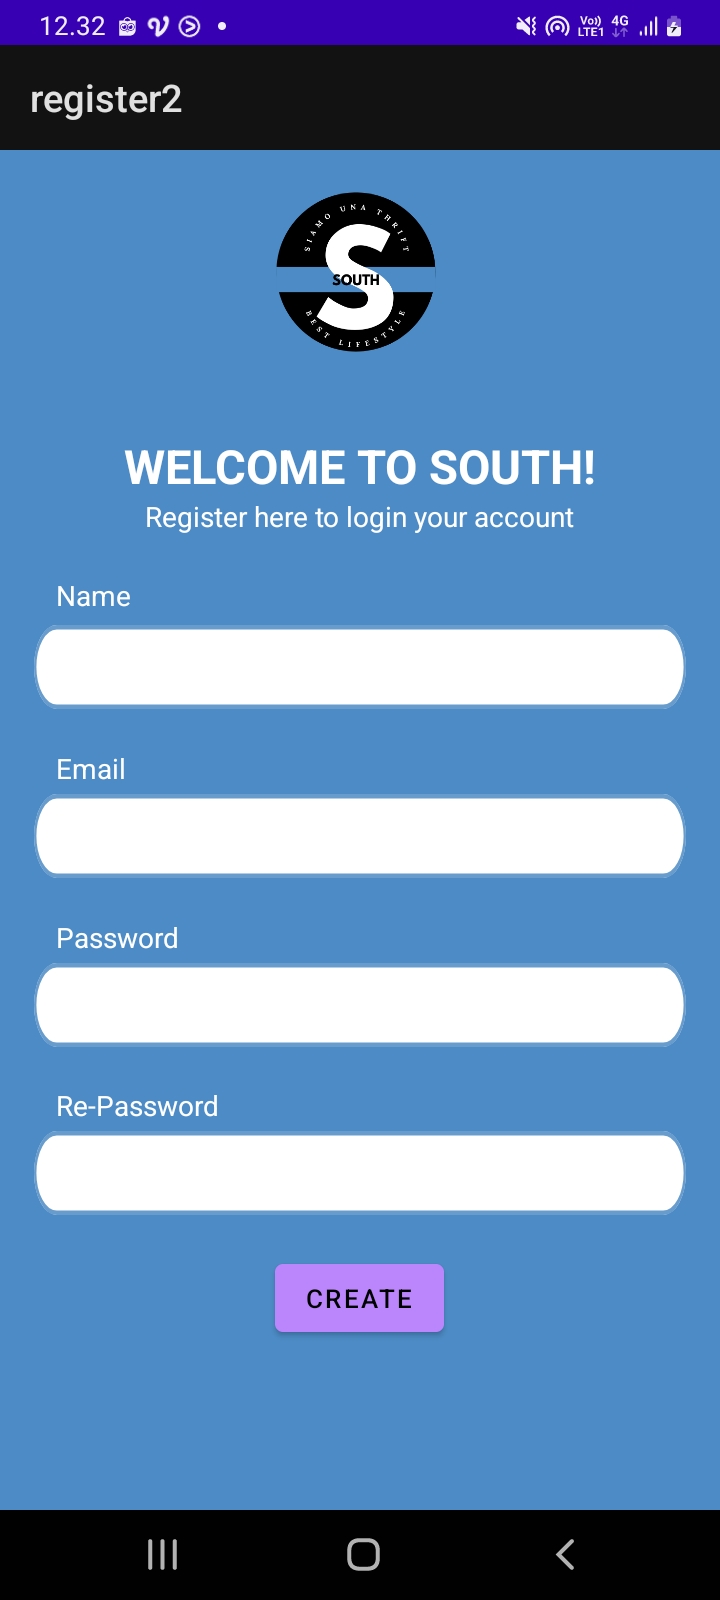 12.32
Vo))
LTE1
4G
register2
SIAMO UNA THRIFT
SOUTH
BEST LIFESTYLE
WELCOME TO SOUTH!
Register here to login your account
Name
Email
Password
Re-Password
CREATE